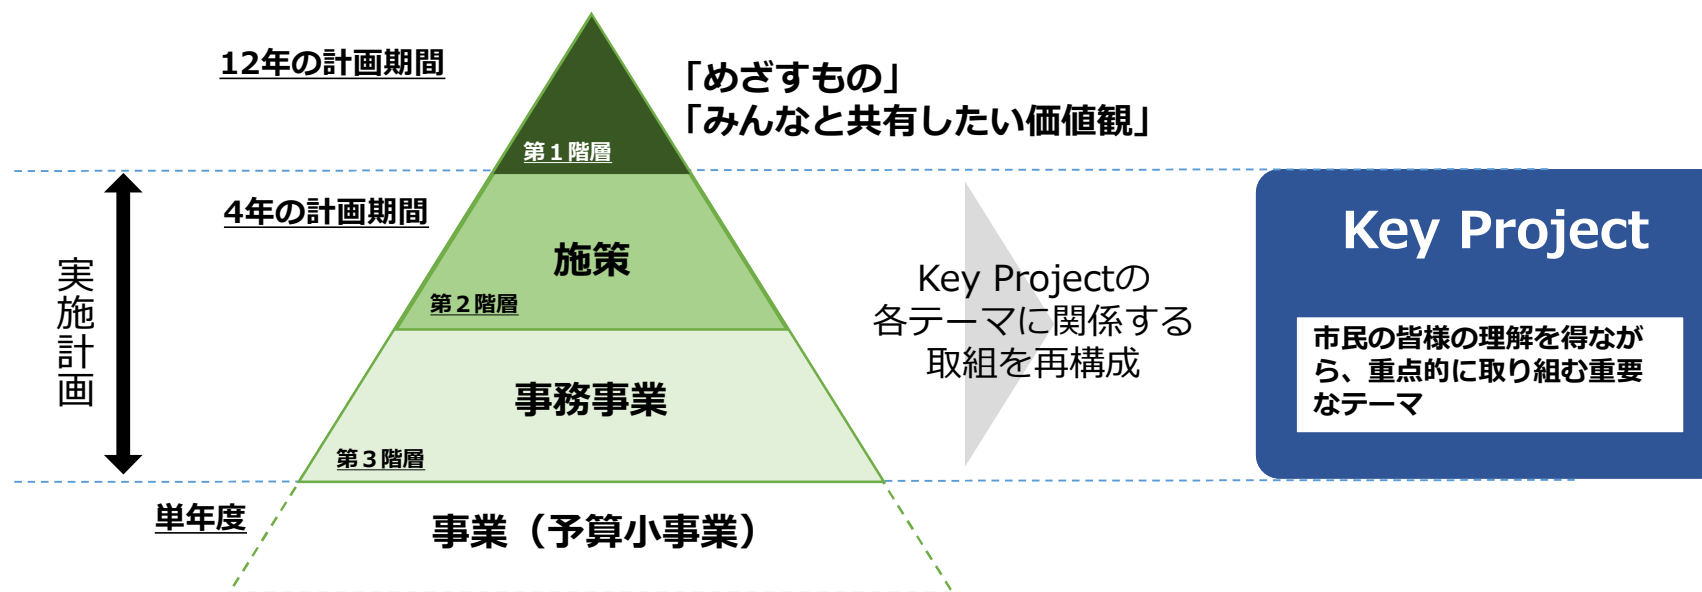 12年の計画期間
「めざすもの」
「みんなと共有したい価値観」
第１階層
4年の計画期間
実施計画
施策
第２階層
事務事業
第３階層
単年度
事業（予算小事業）
Key Projectの
各テーマに関係する
取組を再構成
Key Project
市民の皆様の理解を得なが
ら、重点的に取り組む重要
なテーマ